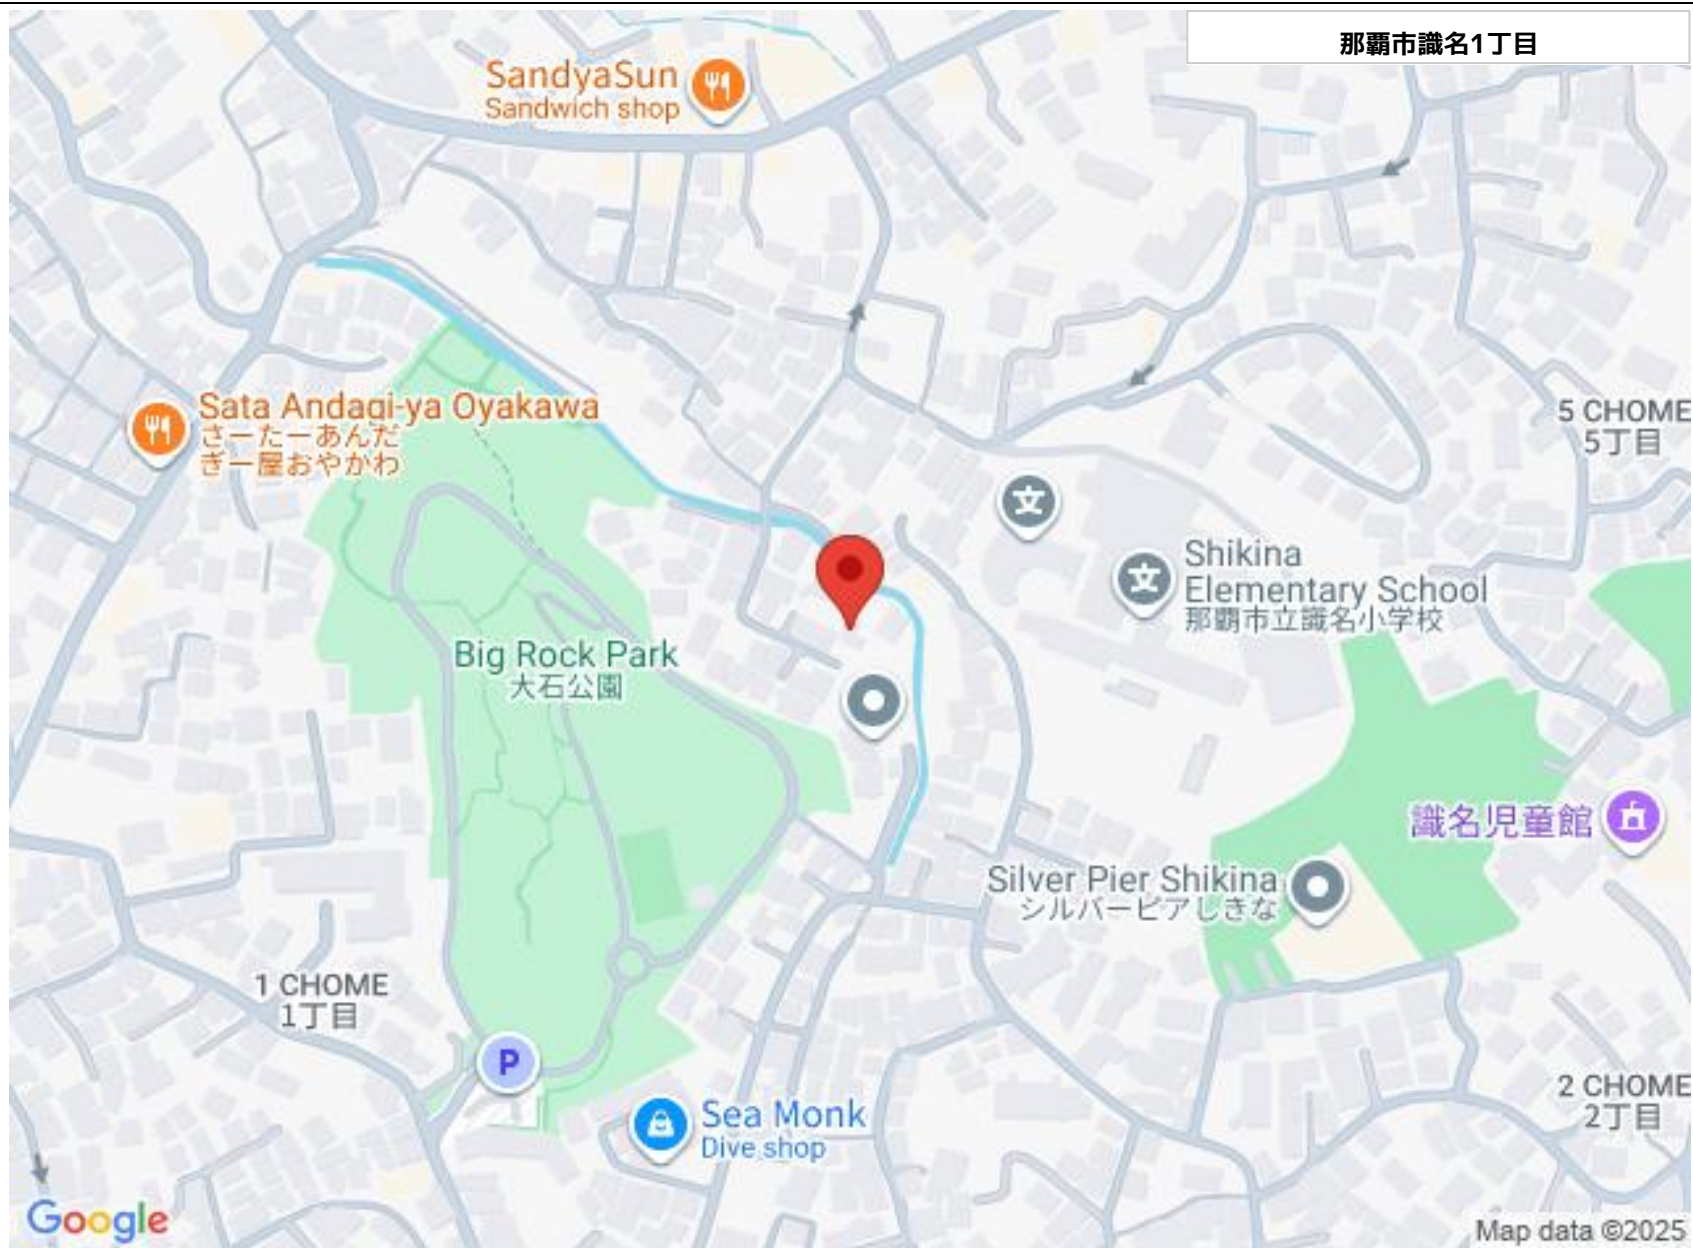 那覇市識名1丁目
SandyaSun
Sandwich shop
Sata Andagi-ya Oyakawa
さーたーあんだ
ぎー屋おやかわ
5 CHOME
5丁目
文
文
Shikina
Elementary School
那覇市立識名小学校
Big Rock Park
大石公園
識名児童館
Silver Pier Shikina
シルバーピアしきな
1 CHOME
1丁目
P
2 CHOME
2丁目
Sea Monk
Dive shop
Google
Map data ©2025